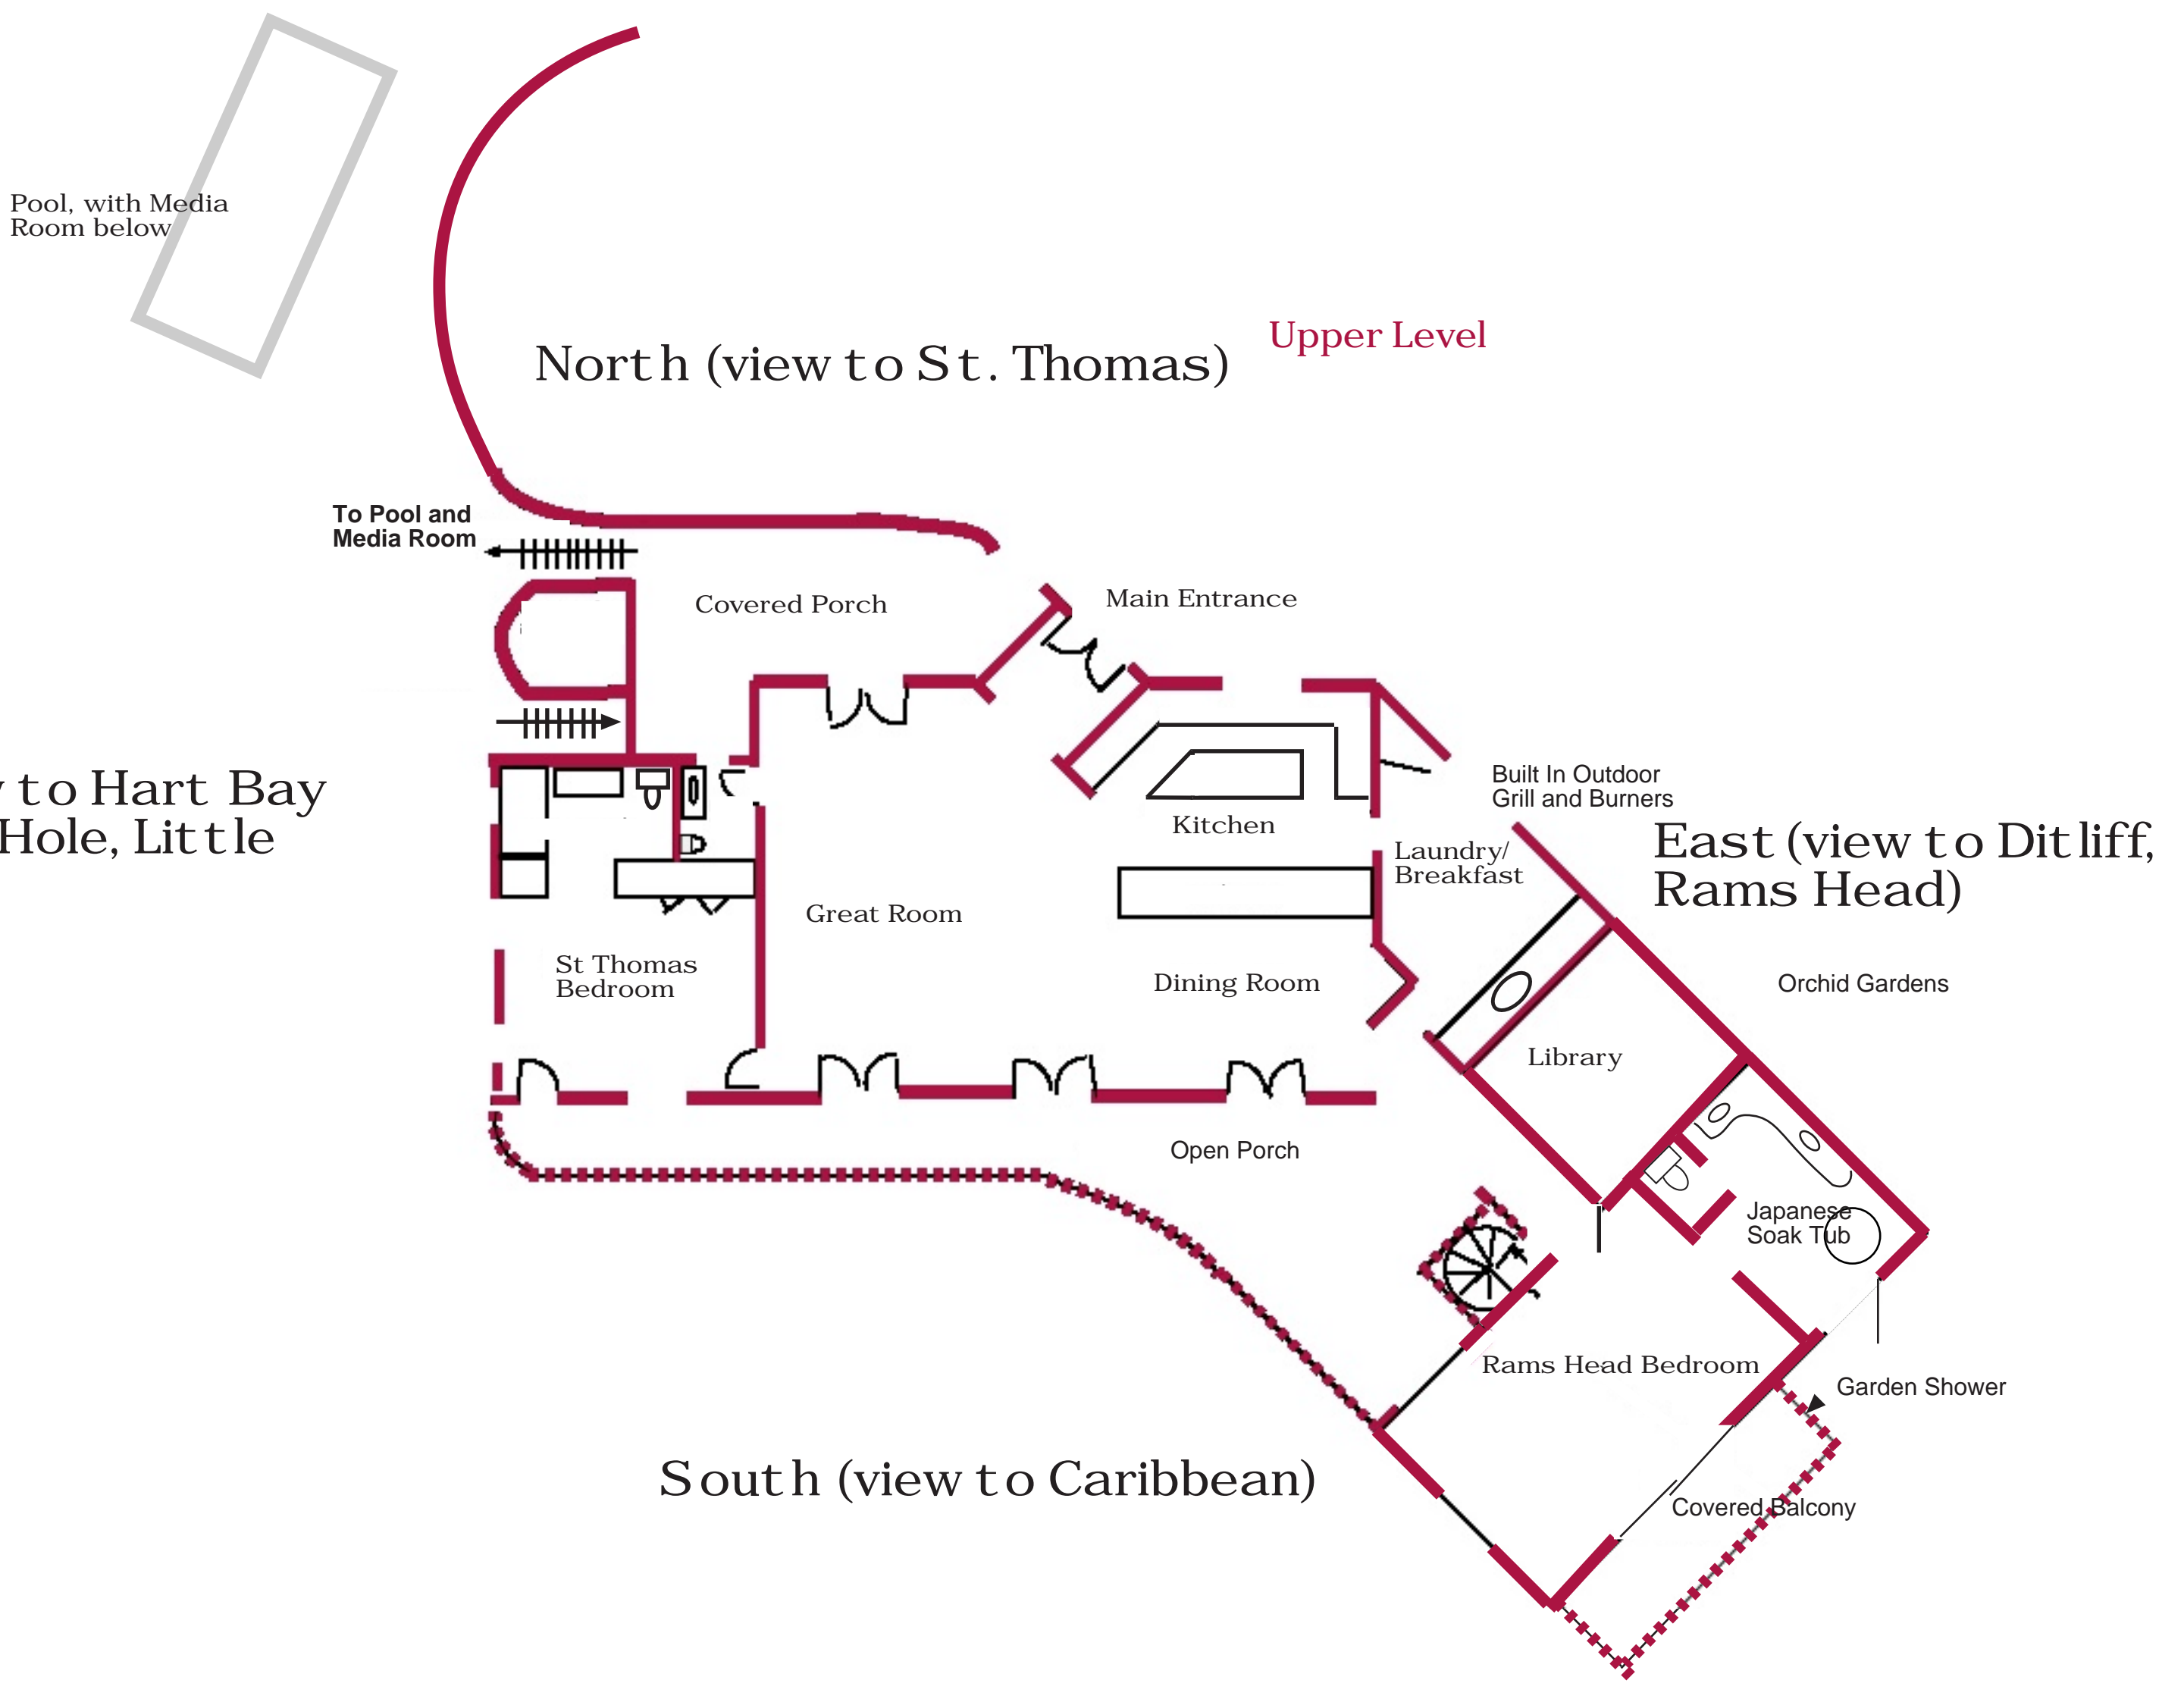 Pool, with Media
Room below
Upper Level
North (view to St. Thomas)
To Pool and
Media Room
Covered Porch
Main Entrance
to Hart Bay
Hole, Little
Built In Outdoor
Grill and Burners
Kitchen
Laundry/
Breakfast
East (view to Ditliff,
Rams Head)
Great Room
St Thomas
Bedroom
Dining Room
Orchid Gardens
Library
Open Porch
Japanese
Soak Tub
Rams Head Bedroom
Garden Shower
South (view to Caribbean)
Covered Balcony